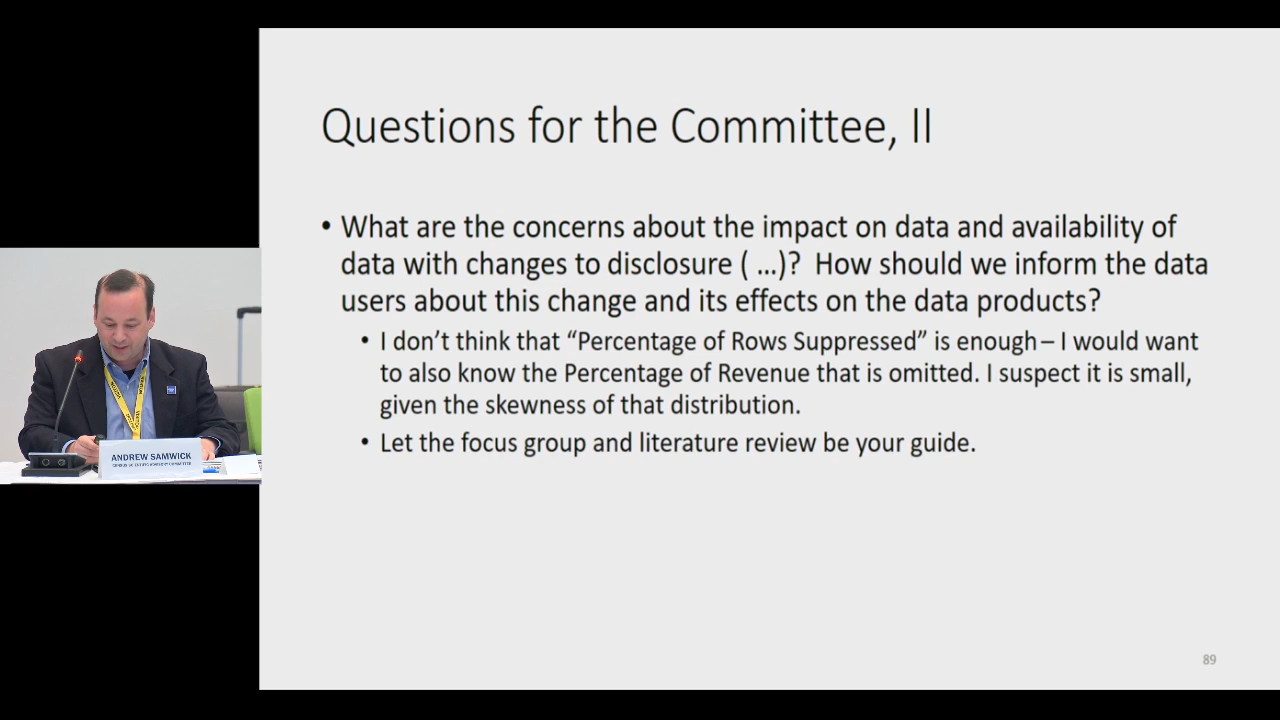 Questions for the Committee, II
• What are the concerns about the impact on data and availability of
data with changes to disclosure ( ...)?  How should we inform the data
users about this change and its effects on the data products?
• I don’t think that “Percentage of Rows Suppressed” is enough – I would want
to also know the Percentage of Revenue that is omitted. I suspect it is small,
given the skewness of that distribution.
• Let the focus group and literature review be your guide.
ANDREW SAMWICK
CENSUS SCIENTIFIC ADVISORY COMMITTEE
89